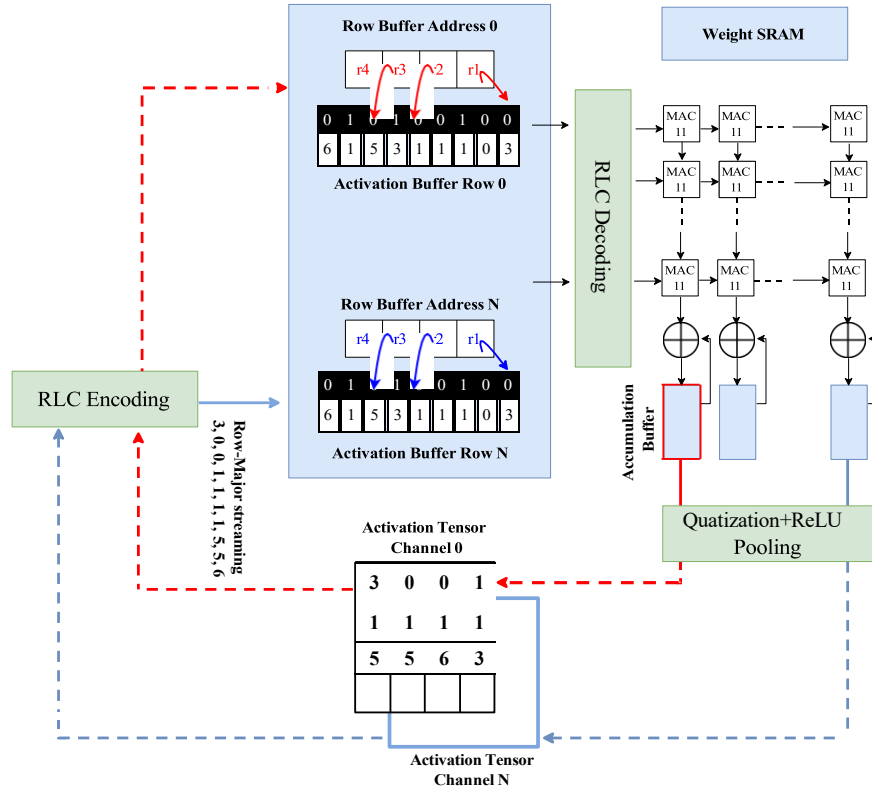 Row Buffer Address 0
r4 r3 r2 r1
0 1 0 1 0 0 1 0 0
6 1 5 3 1 1 1 0 3
Activation Buffer Row 0
Row Buffer Address N
r4 r3 r2 r1
0 1 1 0 1 0 0
6 1 5 3 1 1 1 0 3
Activation Buffer Row N
Weight SRAM
RLC Decoding
MAC
11
MAC
11
MAC
11
MAC
11
MAC
11
MAC
11
MAC
11
MAC
11
MAC
11
Accumulation
Buffer
Quatization+ReLU
Pooling
RLC Encoding
Row-Major streaming
3, 0, 0, 1, 1, 1, 1, 5, 5, 6
Activation Tensor
Channel 0
3 0 0 1
1 1 1 1
5 5 6 3
Activation Tensor
Channel N